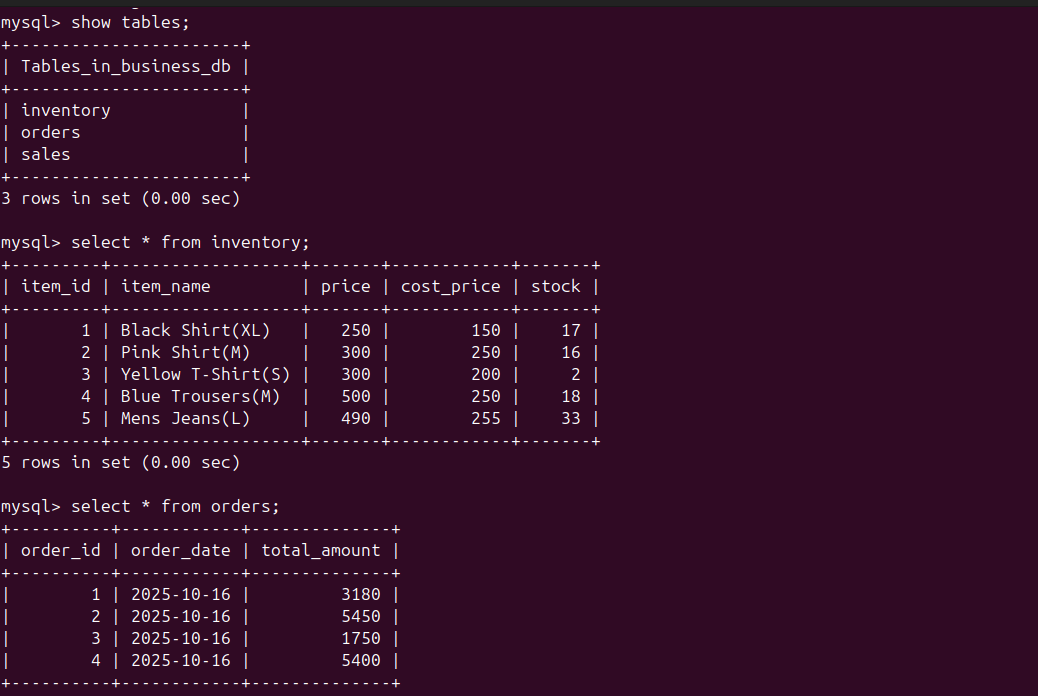 mysql> show tables;
+-----------------------+
| Tables_in_business_db |
+-----------------------+
| inventory             |
| orders                |
| sales                 |
+-----------------------+
3 rows in set (0.00 sec)

mysql> select * from inventory;
+---------+-------------------+-------+------------+-------+
| item_id | item_name         | price | cost_price | stock |
+---------+-------------------+-------+------------+-------+
|       1 | Black Shirt(XL)   |   250 |        150 |    17 |
|       2 | Pink Shirt(M)     |   300 |        250 |    16 |
|       3 | Yellow T-Shirt(S) |   300 |        200 |     2 |
|       4 | Blue Trousers(M)  |   500 |        250 |    18 |
|       5 | Mens Jeans(L)     |   490 |        255 |    33 |
+---------+-------------------+-------+------------+-------+
5 rows in set (0.00 sec)

mysql> select * from orders;
+----------+------------+--------------+
| order_id | order_date | total_amount |
+----------+------------+--------------+
|        1 | 2025-10-16 |         3180 |
|        2 | 2025-10-16 |         5450 |
|        3 | 2025-10-16 |         1750 |
|        4 | 2025-10-16 |         5400 |
+----------+------------+--------------+